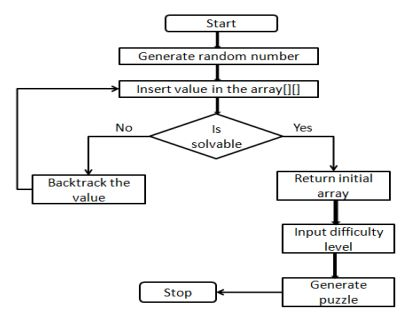 Start
Generate random number
Insert value in the array[][]
No
Is
solvable
Yes
Backtrack the
value
Return initial
array
Input difficulty
level
Generate
puzzle
Stop